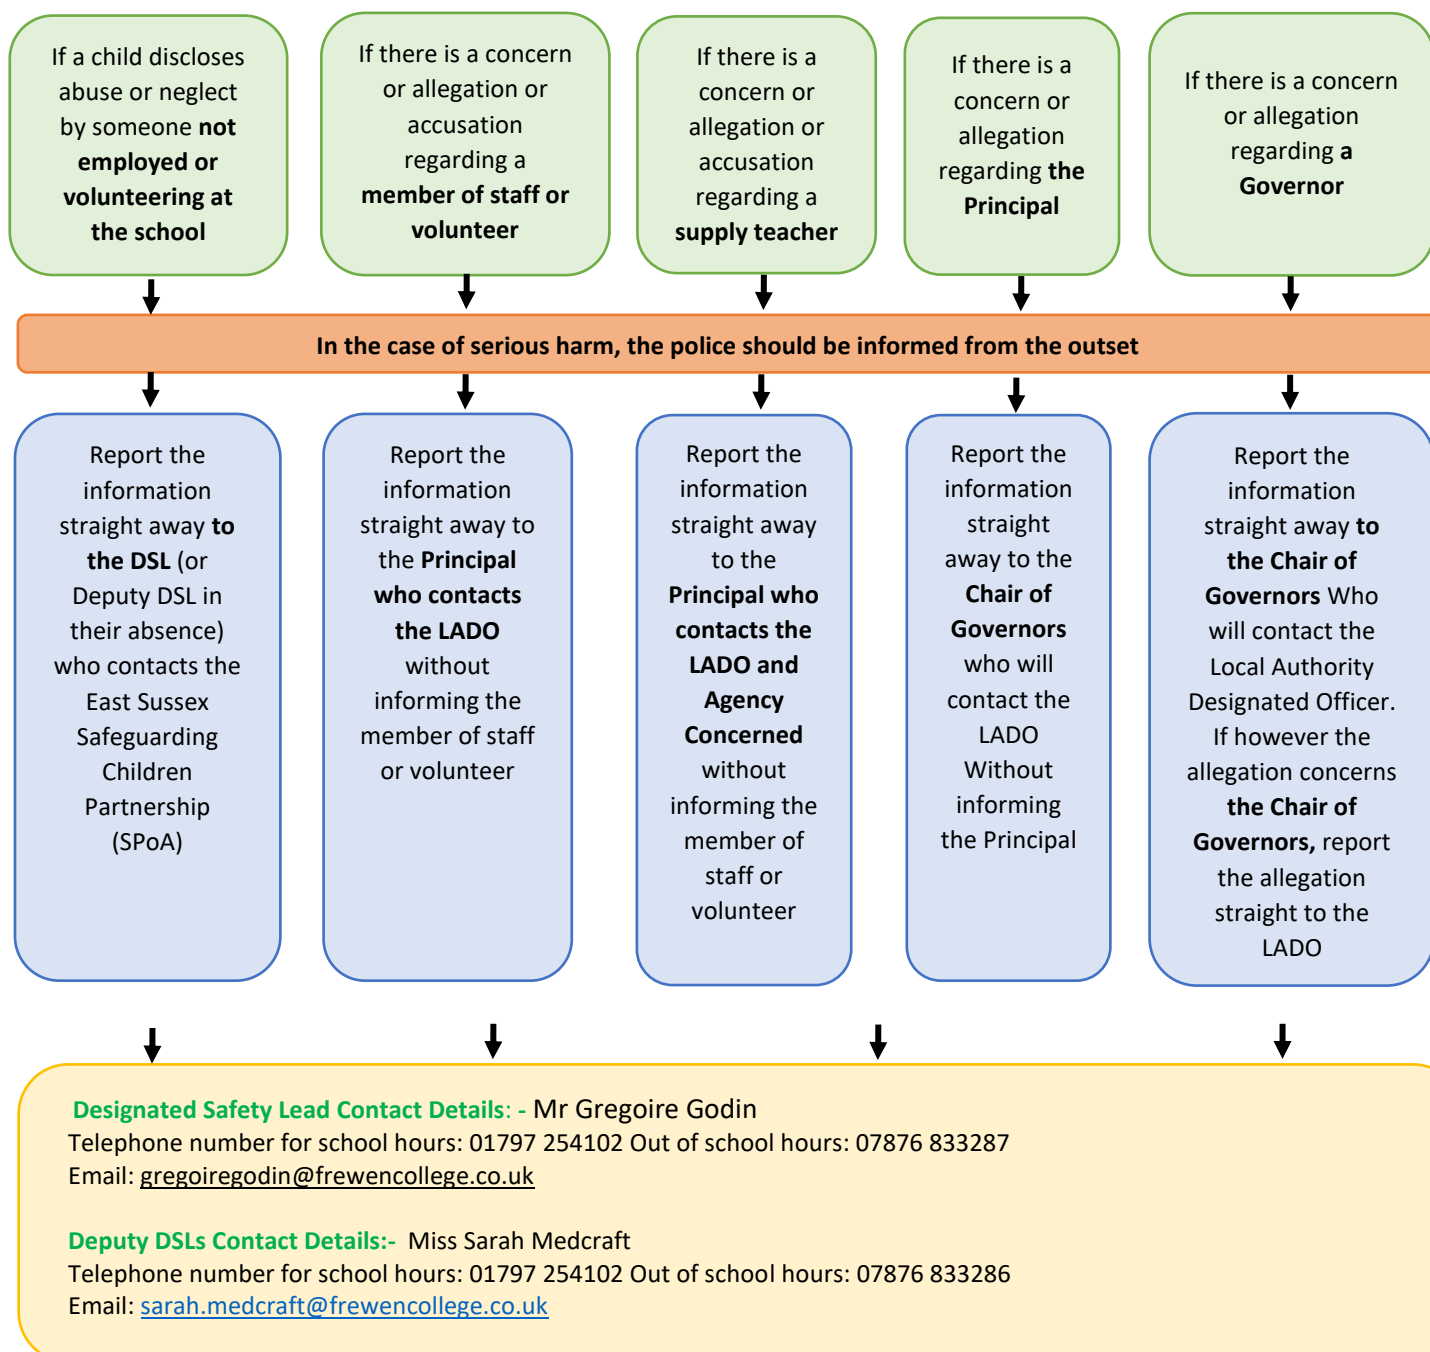 If a child discloses
abuse or neglect
by someone not
employed or
volunteering at
the school
If there is a concern
or allegation or
accusation
regarding a
member of staff or
volunteer
If there is a
concern or
allegation or
accusation
regarding a
supply teacher
If there is a
concern or
allegation
regarding the
Principal
If there is a concern
or allegation
regarding a
Governor
In the case of serious harm, the police should be informed from the outset
Report the
information
straight away to
the DSL (or
Deputy DSL in
their absence)
who contacts the
East Sussex
Safeguarding
Children
Partnership
(SPoA)
Report the
information
straight away to
the Principal
who contacts
the LADO
without
informing the
member of staff
or volunteer
Report the
information
straight away
to the
Principal who
contacts the
LADO and
Agency
Concerned
without
informing the
member of
staff or
volunteer
Report the
information
straight
away to the
Chair of
Governors
who will
contact the
LADO
Without
informing
the Principal
Report the
information
straight away to
the Chair of
Governors Who
will contact the
Local Authority
Designated Officer.
If however the
allegation concerns
the Chair of
Governors, report
the allegation
straight to the
LADO
Designated Safety Lead Contact Details: - Mr Gregoire Godin
Telephone number for school hours: 01797 254102 Out of school hours: 07876 833287
Email: gregoiregodin@frewencollege.co.uk
Deputy DSLs Contact Details:- Miss Sarah Medcraft
Telephone number for school hours: 01797 254102 Out of school hours: 07876 833286
Email: sarah.medcraft@frewencollege.co.uk